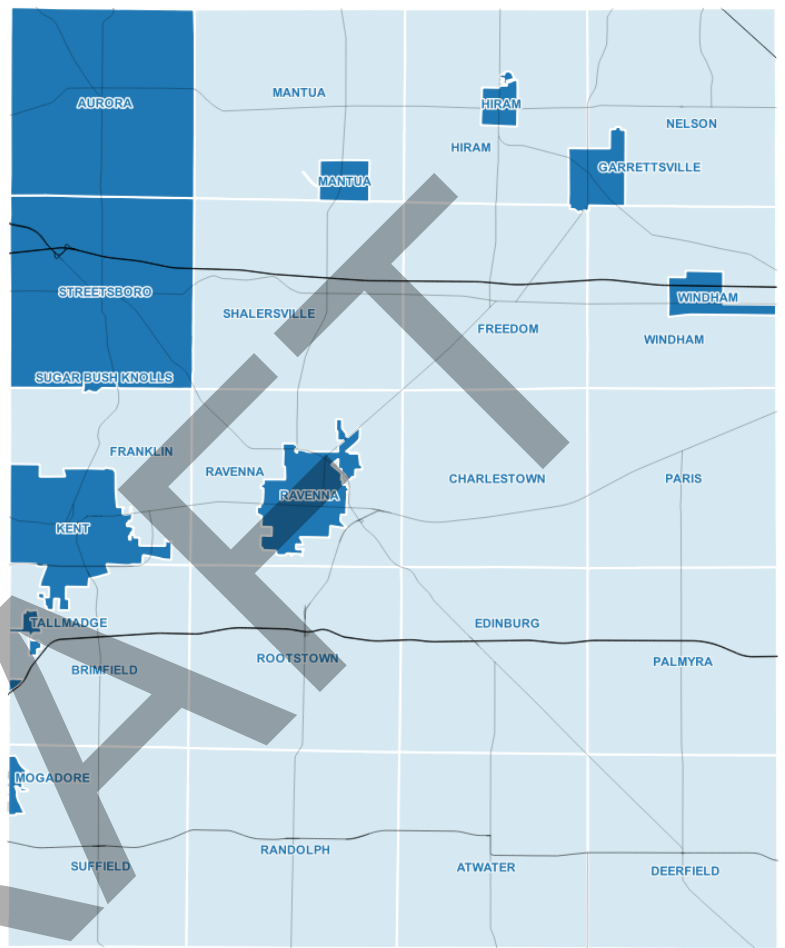 AURORA
MANTUA
HIRAM
NELSON
HIRAM
GARRETTSVILLE
MANTUA
STREETSBORO
WINDHAM
SHALERSVILLE
FREEDOM
WINDHAM
SUGAR BUSH KNOLLS
FRANKLIN
RAVENNA
CHARLESTOWN
PARIS
RAVENNA
KENT
TALLMADGE
EDINBURG
ROOTSTOWN
PALMYRA
BRIMFIELD
MOGADORE
RANDOLPH
SUFFIELD
ATWATER
DEERFIELD
AFT